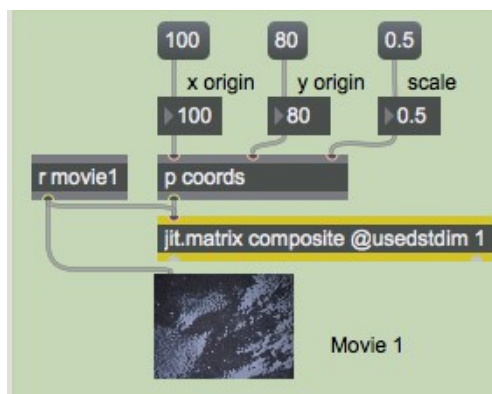 100 80 0.5
x origin y origin scale
100 80 0.5
r movie1 p coords
jit.matrix composite @usedstdim 1
Movie 1